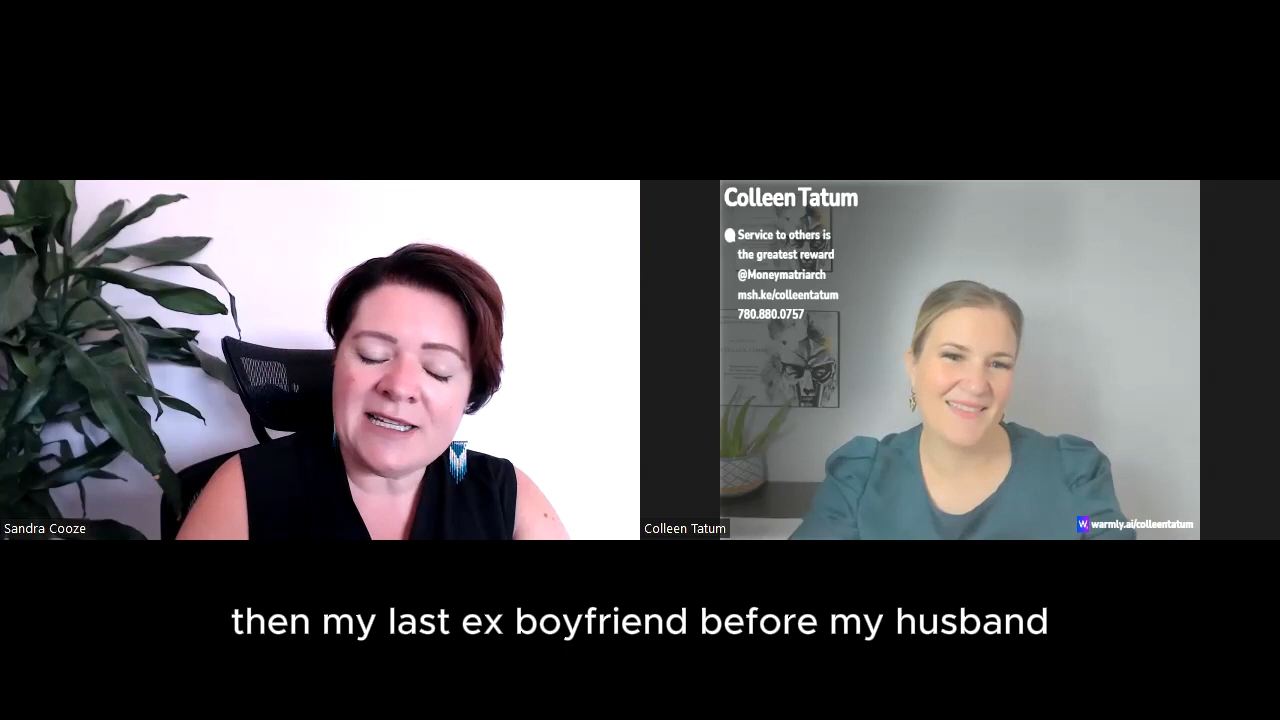 Colleen Tatum
Service to others is
the greatest reward
@Moneymatriarch
msh.ke/colleentatum
780.880.0757
Sandra Cooze
Colleen Tatum
W. warmly.ai/colleentatum
then my last ex boyfriend before my husband